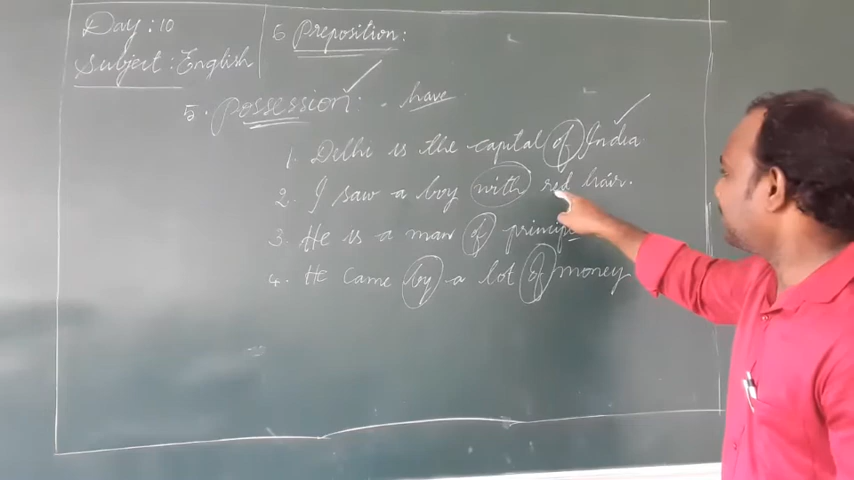 Day: 10
Subject: English
6 Preposition:
5. Possession: - have
1. Delhi is the capital of India
2. I saw a boy with red hair.
3. He is a man of
4. He came by a lot of money